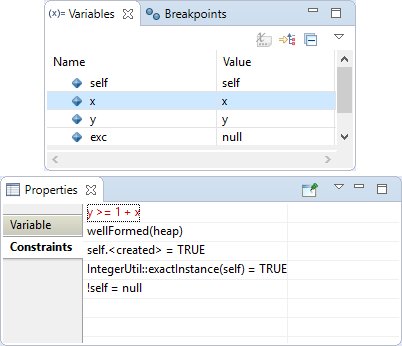 (x)= Variables Breakpoints
Name Value
self self
x x
y y
exc null
Properties
Variable
Constraints
y >= 1 + x
wellFormed(heap)
self.<created> = TRUE
IntegerUtil::exactInstance(self) = TRUE
!self = null